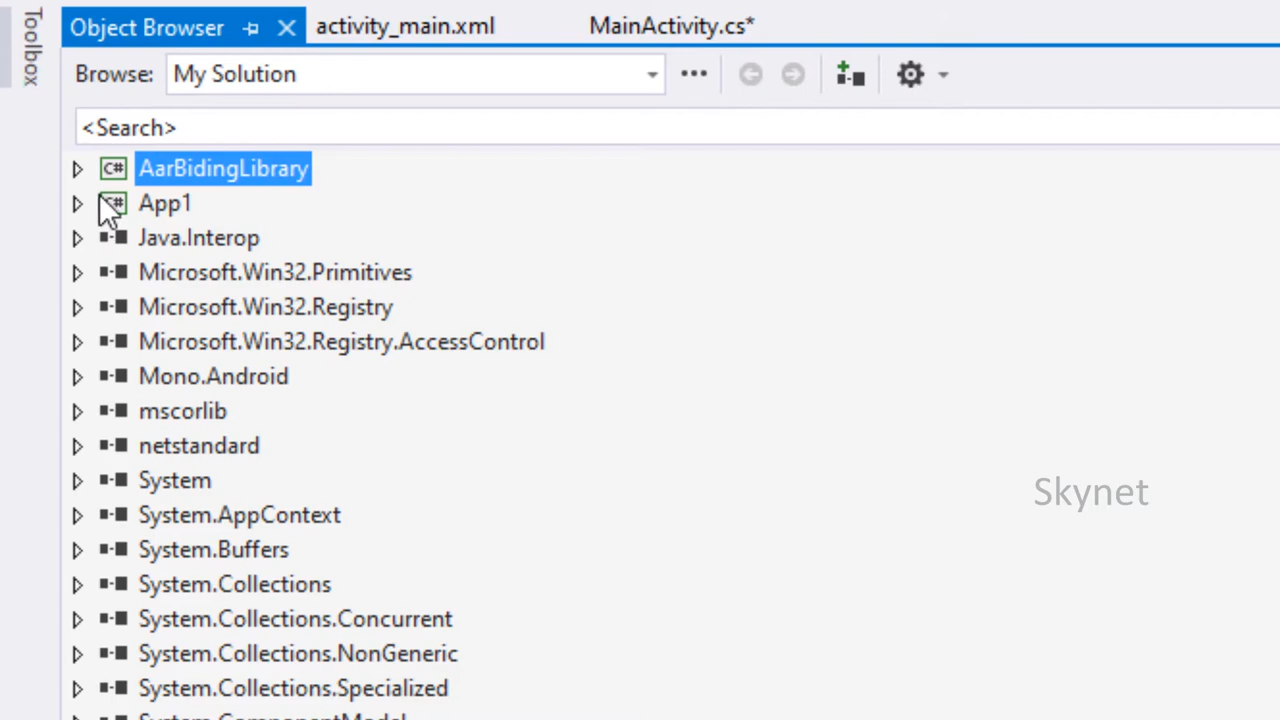 Toolbox
Object Browser
activity_main.xml
MainActivity.cs*
Browse: My Solution
<Search>
C# AarBidingLibrary
App1
Java.Interop
Microsoft.Win32.Primitives
Microsoft.Win32.Registry
Microsoft.Win32.Registry.AccessControl
Mono.Android
mscorlib
netstandard
System
Skynet
System.AppContext
System.Buffers
System.Collections
System.Collections.Concurrent
System.Collections.NonGeneric
System.Collections.Specialized
System.ComponentModel